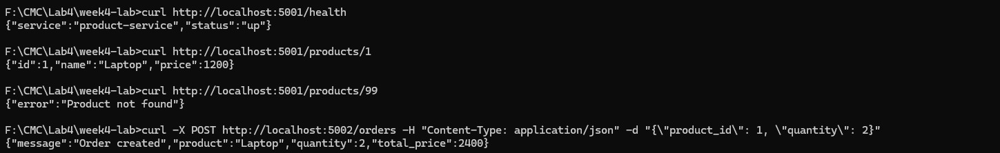 F:\CMC\Lab4\week4-lab>curl http://localhost:5001/health
{"service":"product-service","status":"up"}
F:\CMC\Lab4\week4-lab>curl http://localhost:5001/products/1
{"id":1,"name":"Laptop","price":1200}
F:\CMC\Lab4\week4-lab>curl http://localhost:5001/products/99
{"error":"Product not found"}
F:\CMC\Lab4\week4-lab>curl -X POST http://localhost:5002/orders -H "Content-Type: application/json" -d "{\"product_id\": 1, \"quantity\": 2}"
{"message":"Order created","product":"Laptop","quantity":2,"total_price":2400}